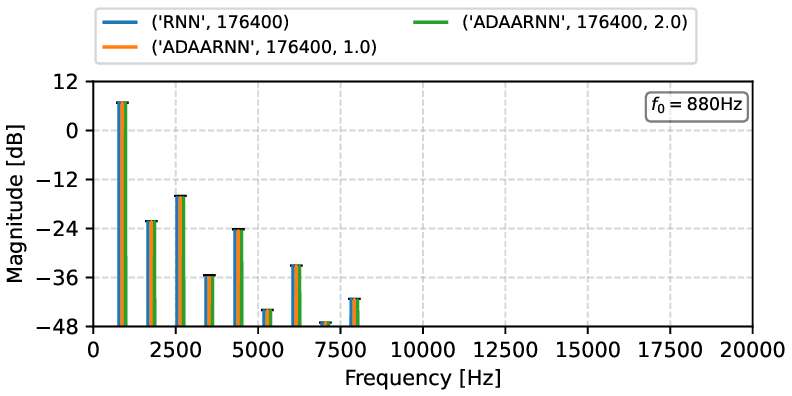 ('RNN', 176400)
('ADAARNN', 176400, 1.0)
('ADAARNN', 176400, 2.0)
f₀ = 880Hz
Magnitude [dB]
12
0
−12
−24
−36
−48
0 2500 5000 7500 10000 12500 15000 17500 20000
Frequency [Hz]